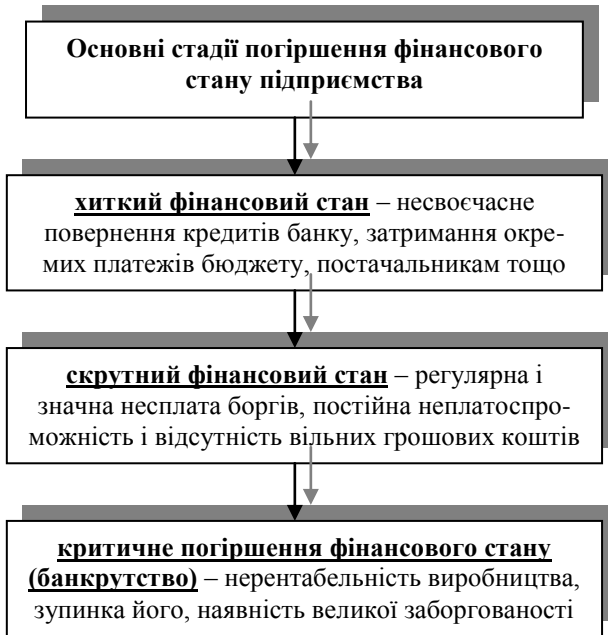 Основні стадії погіршення фінансового
стану підприємства
хиткий фінансовий стан – несвоєчасне
повернення кредитів банку, затримання окре-
мих платежів бюджету, постачальникам тощо
скрутний фінансовий стан – регулярна і
значна несплата боргів, постійна неплатоспро-
можність і відсутність вільних грошових коштів
критичне погіршення фінансового стану
(банкрутство) – нерентабельність виробництва,
зупинка його, наявність великої заборгованості